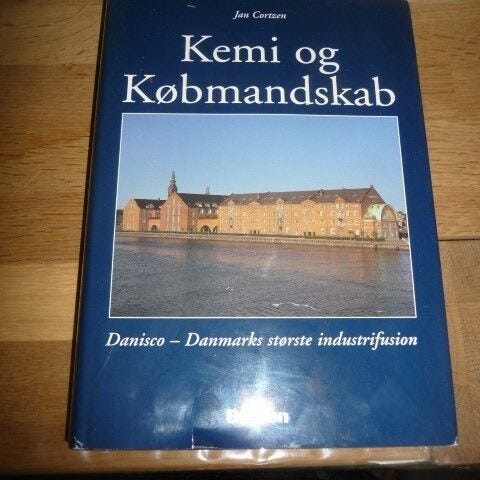 Jan Cortzen
Kemi og
Købmandskab
Danisco – Danmarks største industrifusion